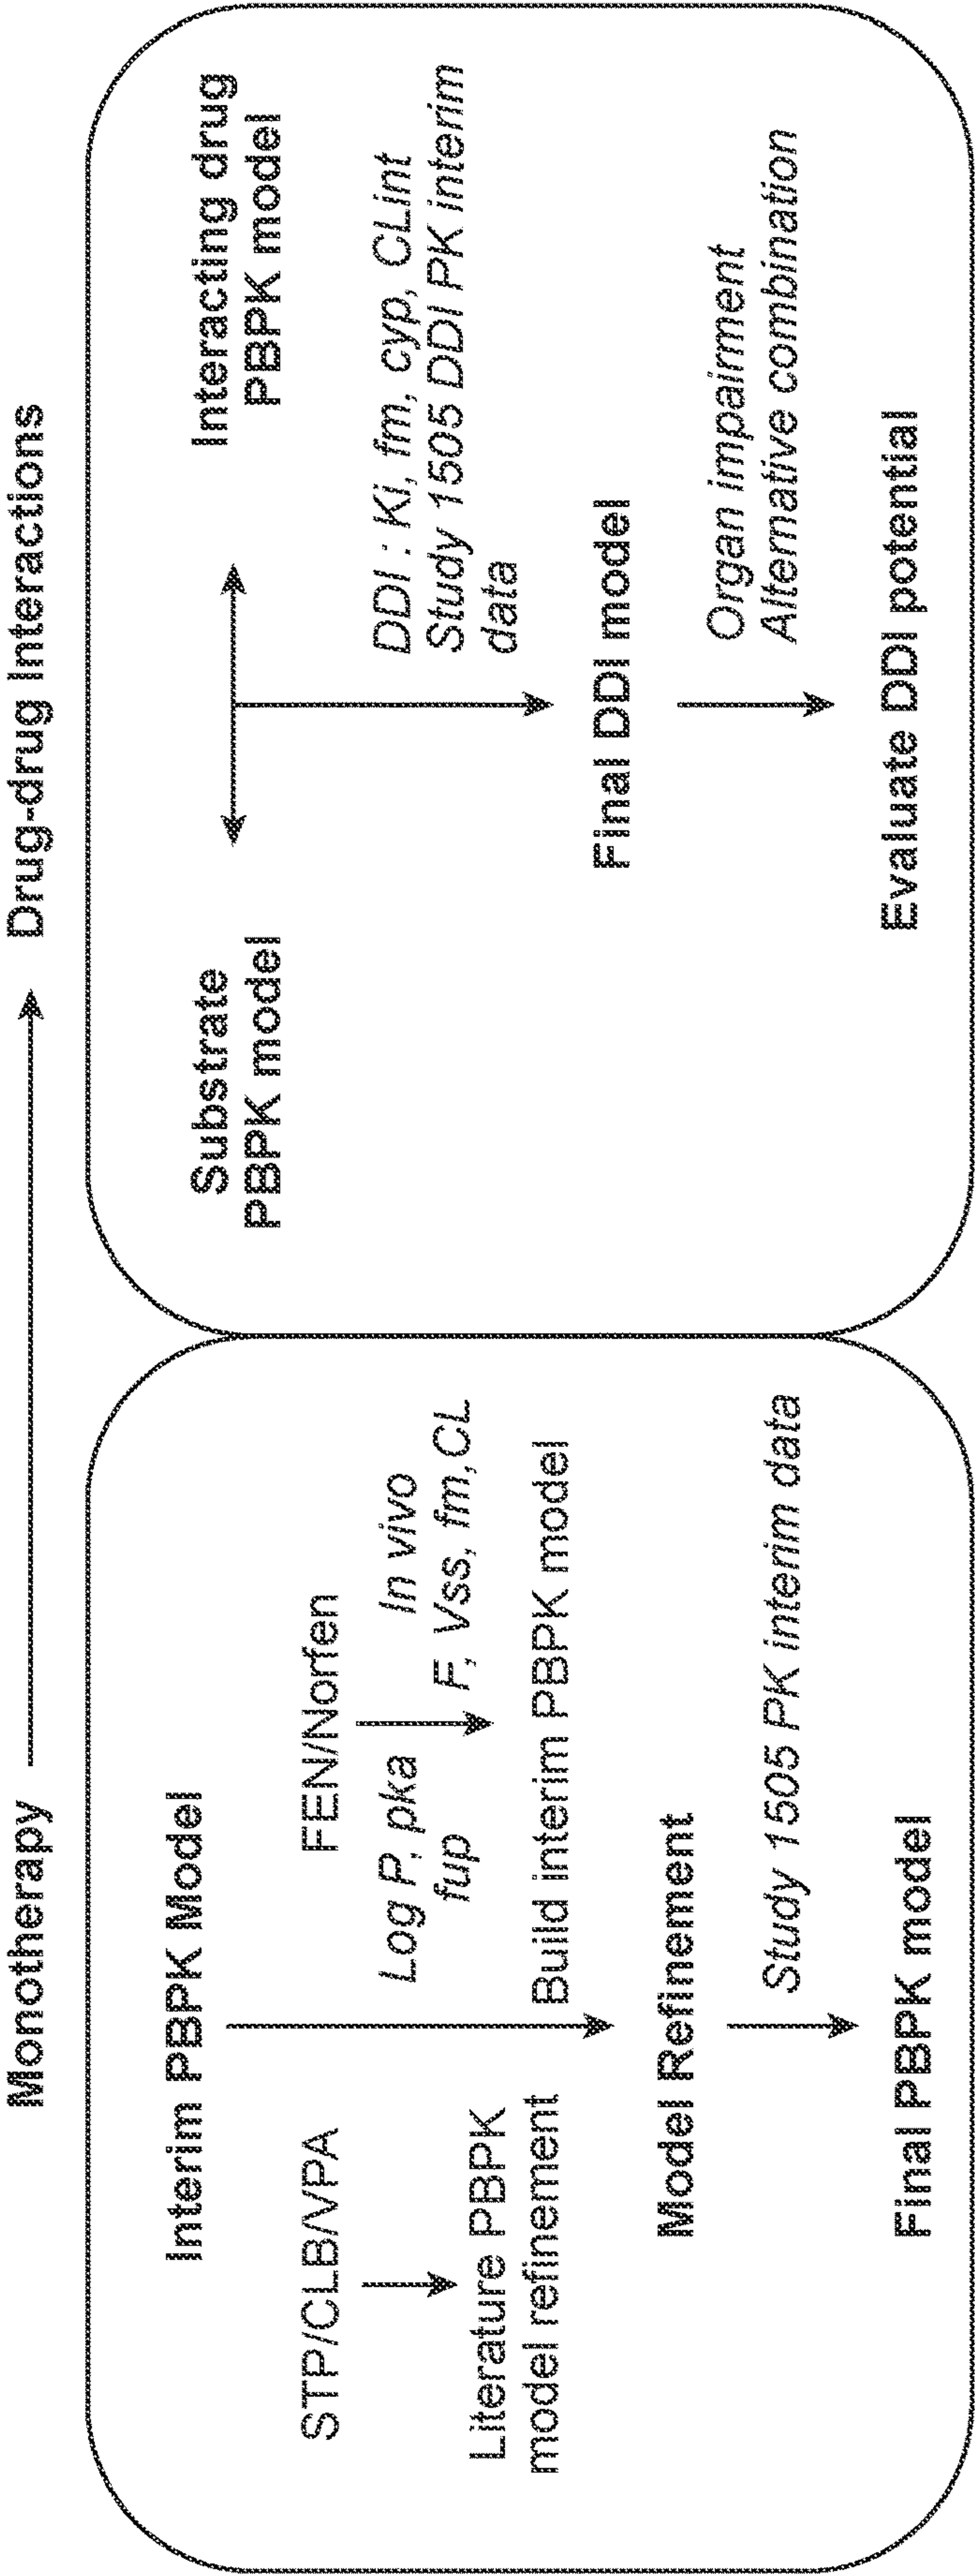 Monotherapy
Drug-drug Interactions
Interim PBPK Model
STP/CLB/VPA
Literature PBPK
model refinement
FEN/Norfen
Log P, pka
fup
In vivo
F, Vss, fm,CL
Build interim PBPK model
Model Refinement
Study 1505 PK interim data
Final PBPK model
Substrate
PBPK model
Interacting drug
PBPK model
DDI : Ki, fm, cyp, CLint
Study 1505 DDI PK interim
data
Final DDI model
Organ impairment
Alternative combination
Evaluate DDI potential